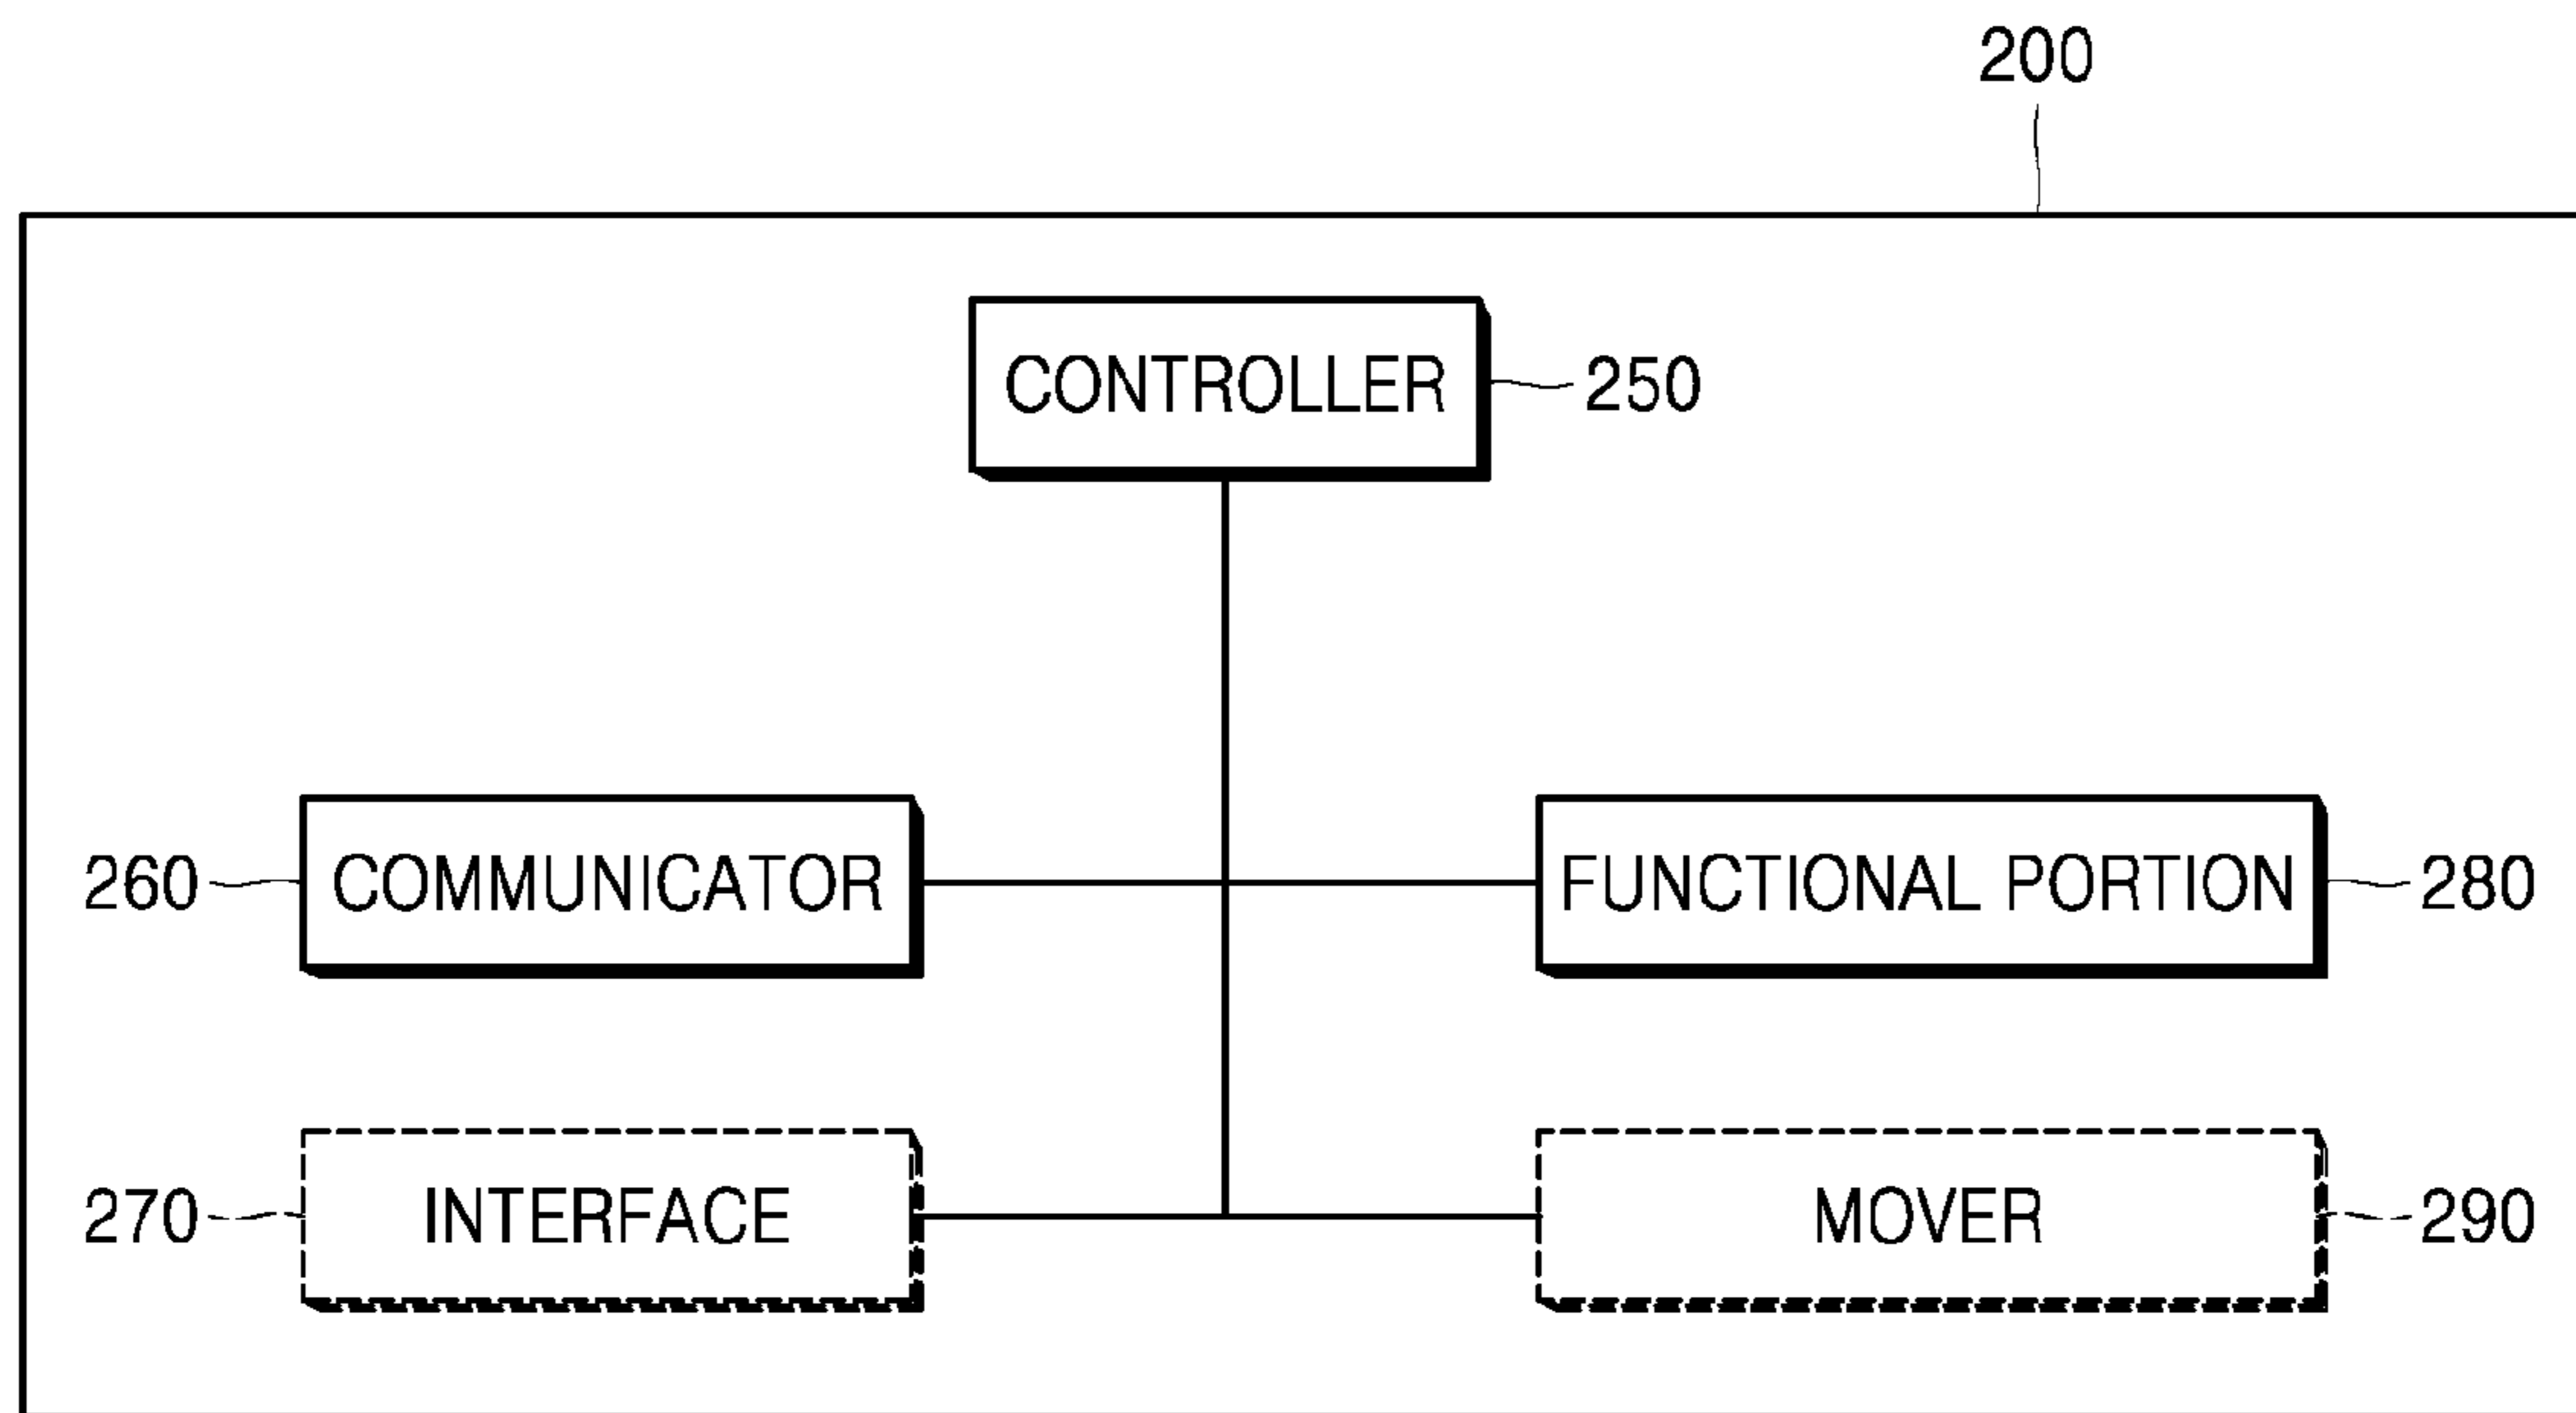 200
CONTROLLER 250
260 COMMUNICATOR FUNCTIONAL PORTION 280
270 INTERFACE MOVER 290